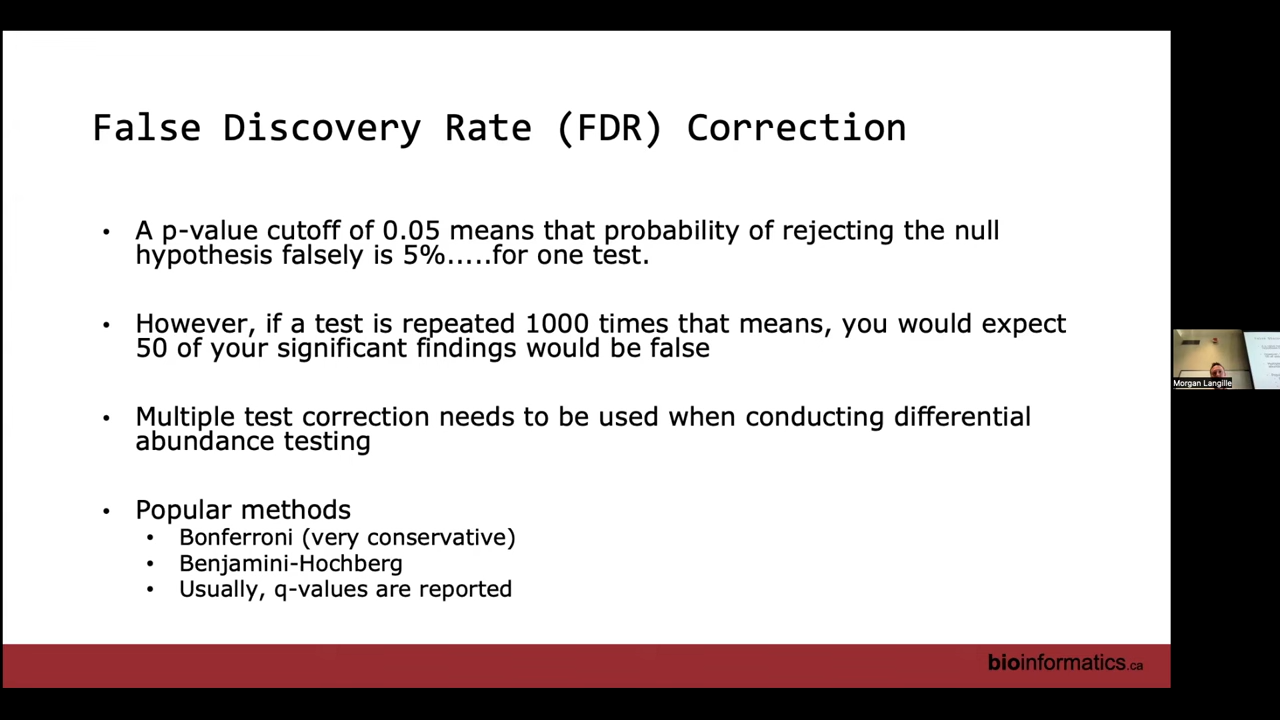 False Discovery Rate (FDR) Correction
• A p-value cutoff of 0.05 means that probability of rejecting the null
hypothesis falsely is 5%.....for one test.
• However, if a test is repeated 1000 times that means, you would expect
50 of your significant findings would be false
• Multiple test correction needs to be used when conducting differential
abundance testing
• Popular methods
• Bonferroni (very conservative)
• Benjamini-Hochberg
• Usually, q-values are reported
Morgan Langille
bioinformatics.ca